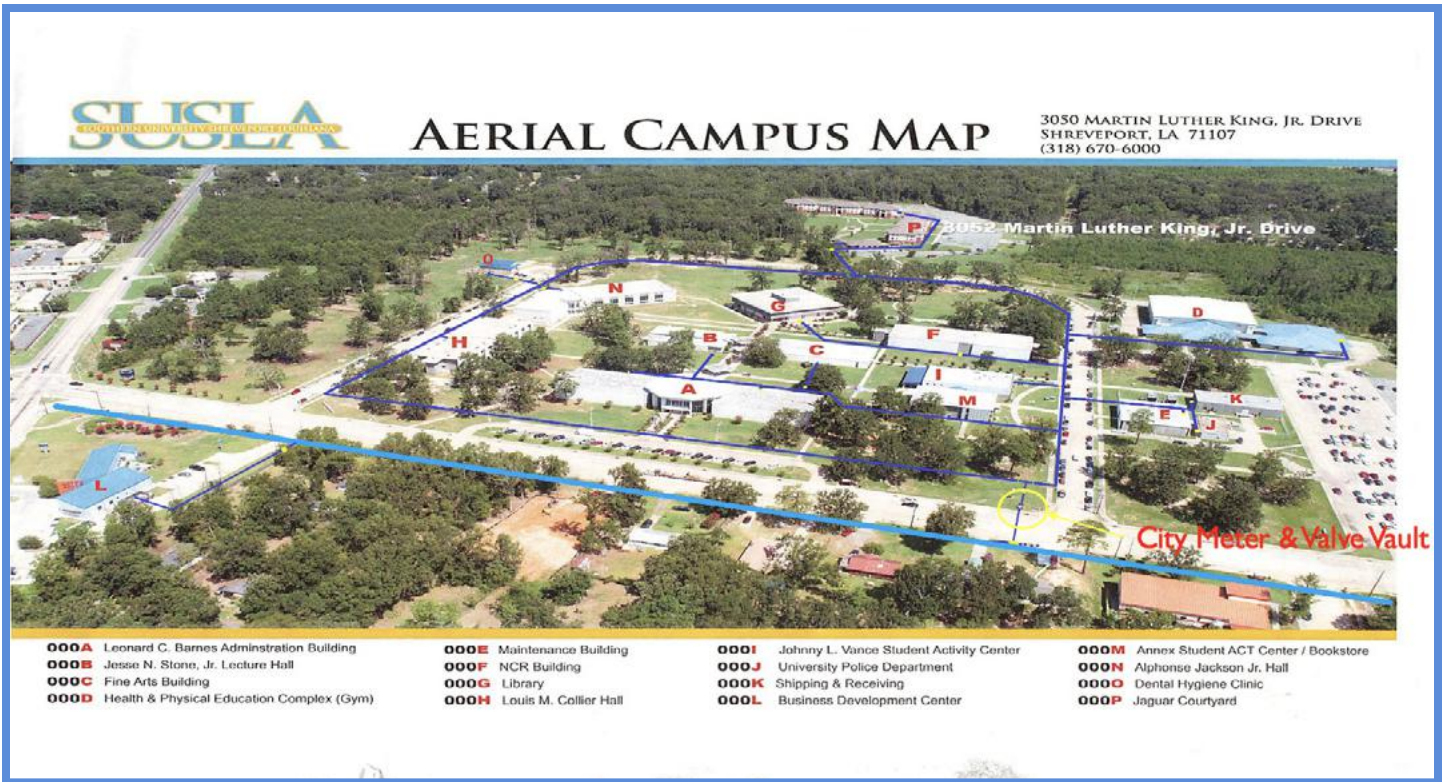 SUSLA
SOUTHERN UNIVERSITY SHREVEPORT LOUISIANA
AERIAL CAMPUS MAP
3050 MARTIN LUTHER KING, JR. DRIVE
SHREVEPORT, LA 71107
(318) 670-6000
P
3052 Martin Luther King, Jr. Drive
O
N
G
D
H
B
C
F
I
A
M
E
K
J
L
City Meter & Valve Vault
000A Leonard C. Barnes Adminstration Building
000B Jesse N. Stone, Jr. Lecture Hall
000C Fine Arts Building
000D Health & Physical Education Complex (Gym)
000E Maintenance Building
000F NCR Building
000G Library
000H Louis M. Collier Hall
000I Johnny L. Vance Student Activity Center
000J University Police Department
000K Shipping & Receiving
000L Business Development Center
000M Annex Student ACT Center / Bookstore
000N Alphonse Jackson Jr. Hall
000O Dental Hygiene Clinic
000P Jaguar Courtyard